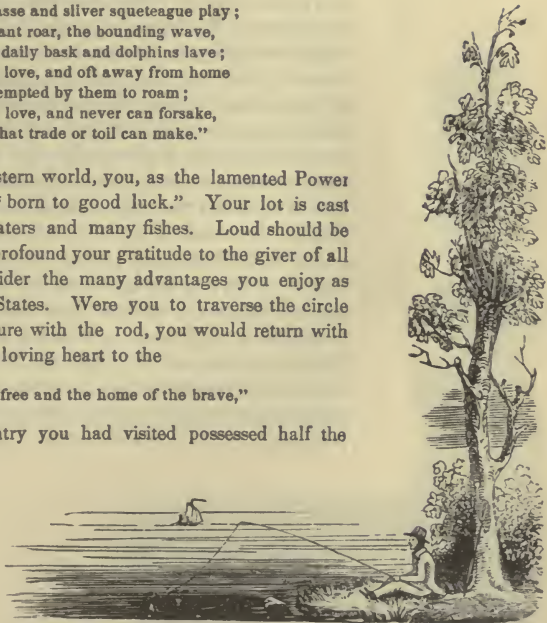 asse and sliver squeteague play;
ant roar, the bounding wave,
daily bask and dolphins lave;
love, and oft away from home
empted by them to roam;
love, and never can forsake,
hat trade or toil can make."
stern world, you, as the lamented Power
born to good luck." Your lot is cast
aters and many fishes. Loud should be
rofound your gratitude to the giver of all
ider the many advantages you enjoy as
States. Were you to traverse the circle
ure with the rod, you would return with
loving heart to the
free and the home of the brave,"
ntry you had visited possessed half the